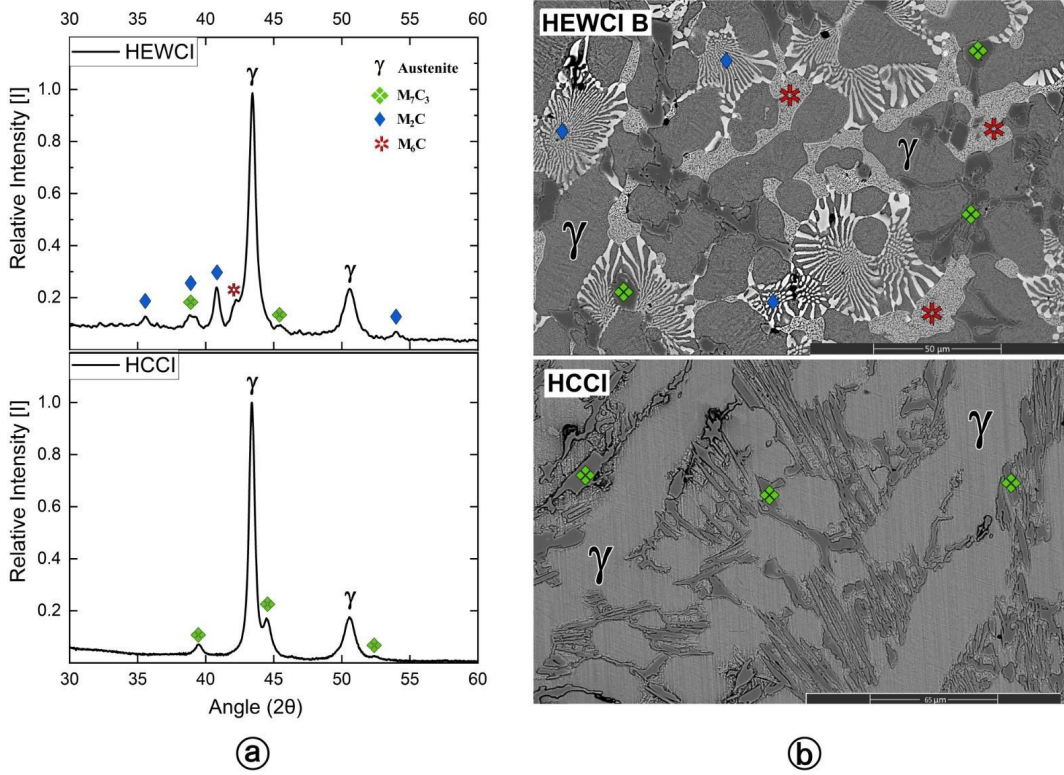 30 35 40 45 50 55 60
HEWCI
γ
γ Austenite
M₇C₃
M₂C
M₆C
1.0
0.8
0.6
0.4
0.2
γ
Relative Intensity [I]
HCCI
γ
1.0
0.8
0.6
0.4
0.2
γ
Relative Intensity [I]
30 35 40 45 50 55 60
Angle (2θ)
a
HEWCI B
γ
γ
50 µm
HCCI
γ
γ
65 µm
b